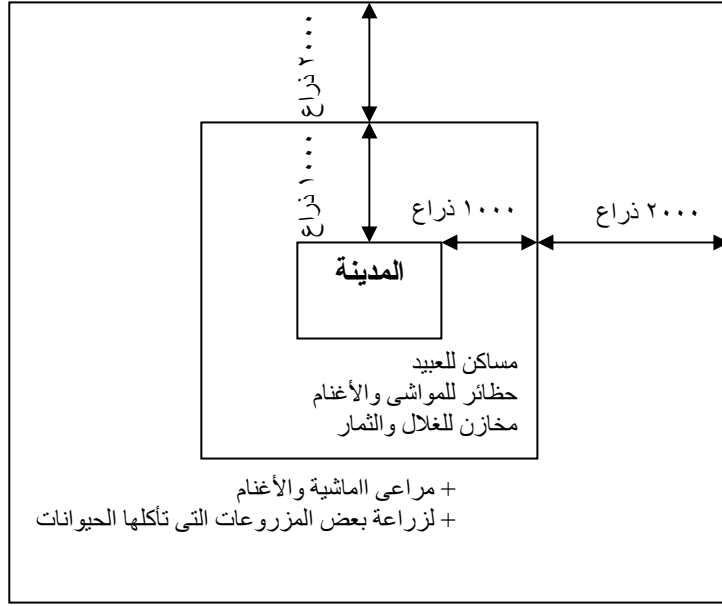 ٢٠٠٠ ذراع
١٠٠٠ ذراع
١٠٠٠ ذراع
٢٠٠٠ ذراع
المدينة
مساكن للعبيد
حظائر للمواشى والأغنام
مخازن للغلال والثمار
+ مراعى ااماشية والأغنام
+ لزراعة بعض المزروعات التى تأكلها الحيوانات